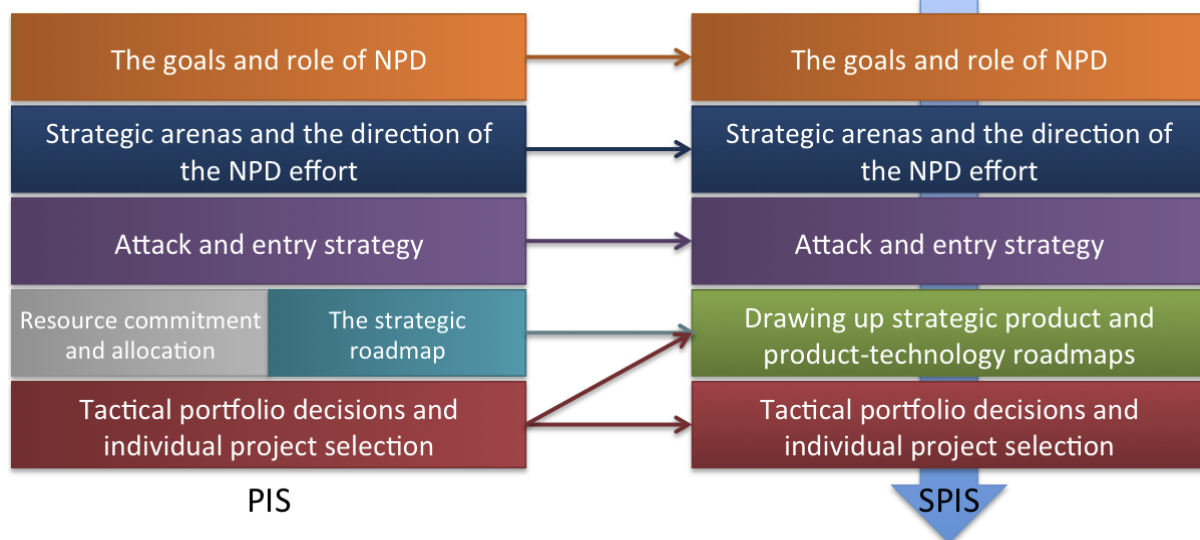 The goals and role of NPD
The goals and role of NPD
Strategic arenas and the direction of
the NPD effort
Strategic arenas and the direction of
the NPD effort
Attack and entry strategy
Attack and entry strategy
Resource commitment
and allocation
The strategic
roadmap
Drawing up strategic product and
product-technology roadmaps
Tactical portfolio decisions and
individual project selection
Tactical portfolio decisions and
individual project selection
PIS
SPIS